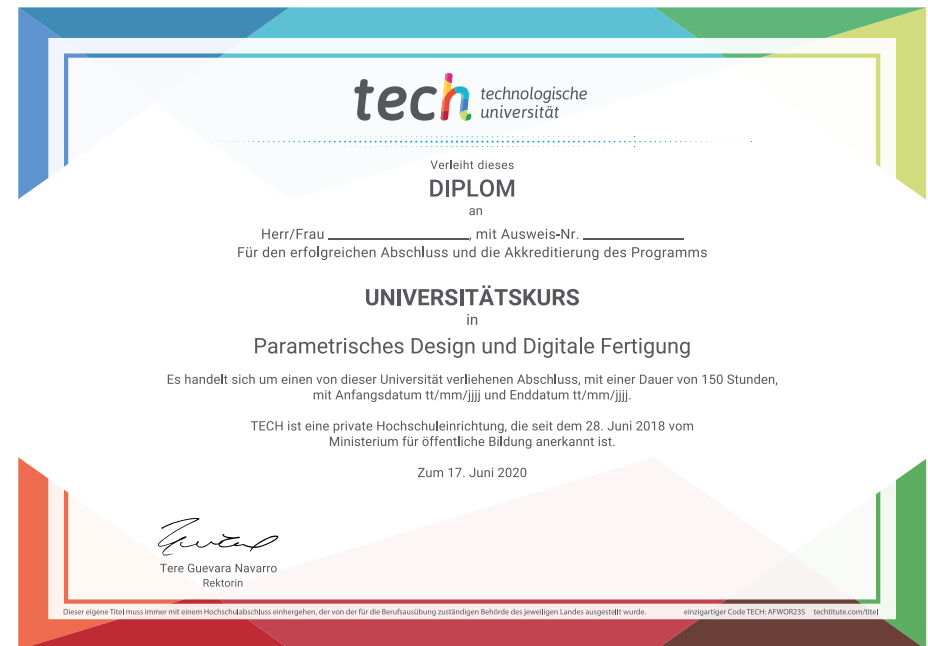 tech technologische
universität
Verleiht dieses
DIPLOM
an
Herr/Frau ____________________, mit Ausweis-Nr. ______________
Für den erfolgreichen Abschluss und die Akkreditierung des Programms
UNIVERSITÄTSKURS
in
Parametrisches Design und Digitale Fertigung
Es handelt sich um einen von dieser Universität verliehenen Abschluss, mit einer Dauer von 150 Stunden,
mit Anfangsdatum tt/mm/jjjj und Enddatum tt/mm/jjjj.
TECH ist eine private Hochschuleinrichtung, die seit dem 28. Juni 2018 vom
Ministerium für öffentliche Bildung anerkannt ist.
Zum 17. Juni 2020
Tere Guevara Navarro
Rektorin
Dieser eigene Titel muss immer mit einem Hochschulabschluss einhergehen, der von der für die Berufsausübung zuständigen Behörde des jeweiligen Landes ausgestellt wurde. einzigartiger Code TECH: AFWOR23S techtitute.com/titel